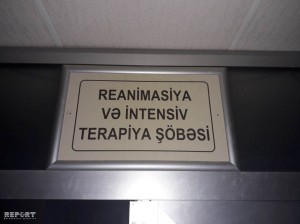 REANİMASİYA
VƏ İNTENSİV
TERAPİYA ŞÖBƏSİ
REPORT